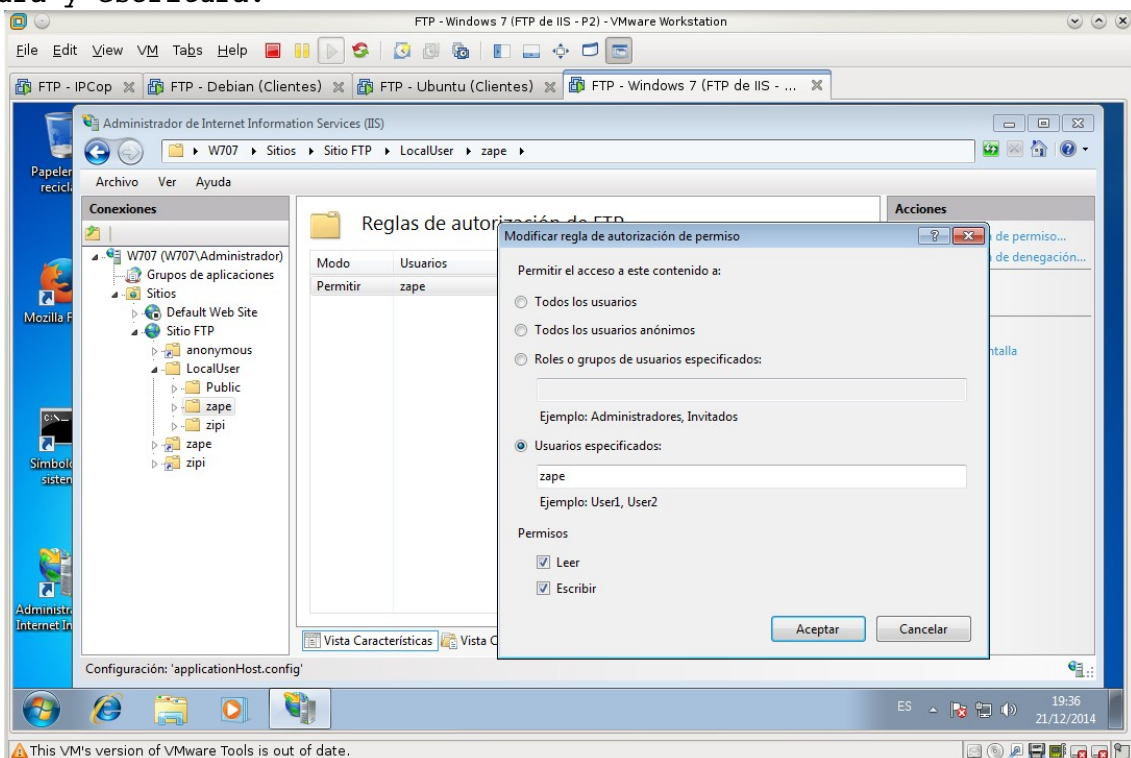 FTP - Windows 7 (FTP de IIS - P2) - VMware Workstation
File Edit View VM Tabs Help
FTP - IPCop FTP - Debian (Clientes) FTP - Ubuntu (Clientes) FTP - Windows 7 (FTP de IIS - ...
Administrador de Internet Information Services (IIS)
W707 Sitios Sitio FTP LocalUser zape
Archivo Ver Ayuda
Conexiones
W707 (W707\Administrador)
Grupos de aplicaciones
Sitios
Default Web Site
Sitio FTP
anonymous
LocalUser
Public
zape
zipi
zape
zipi
Reglas de autorización de FTP
Modo Usuarios
Permitir zape
Vista Características Vista C
Modificar regla de autorización de permiso
Permitir el acceso a este contenido a:
Todos los usuarios
Todos los usuarios anónimos
Roles o grupos de usuarios especificados:
Ejemplo: Administradores, Invitados
Usuarios especificados:
zape
Ejemplo: User1, User2
Permisos
Leer
Escribir
Aceptar Cancelar
Acciones
de permiso...
de denegación...
ntalla
Configuración: 'applicationHost.config'
Papeler
recicl
Mozilla F
C:\_
Simbol
sisten
Administr
Internet In
ES 19:36
21/12/2014
This VM's version of VMware Tools is out of date.